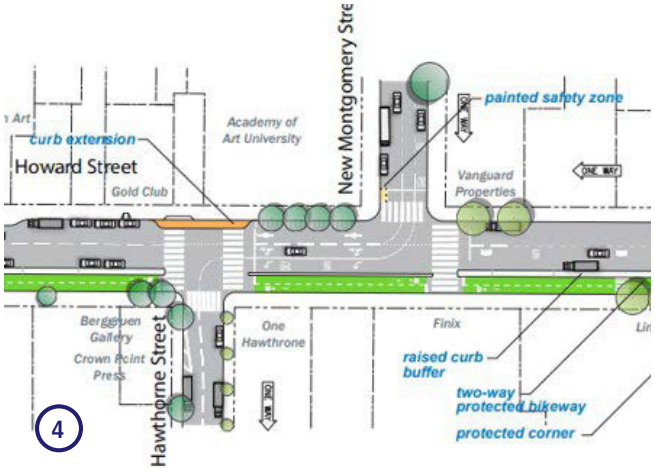 New Montgomery Stre
painted safety zone
ONE WAY
n Art
curb extension
Academy of
Art University
Howard Street
Gold Club
Vanguard
Properties
ONE WAY
Berggruen
Gallery
Crown Point
Press
Hawthorne Street
One
Hawthrone
ONE WAY
Finix
Lin
raised curb
buffer
two-way
protected bikeway
protected corner
4